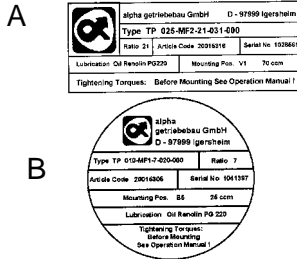 A
alpha getriebebau GmbH D - 97999 Igersheim
Type TP 025-MF2-21-031-000
Ratio 21 Article Code 20015316 Serial No
Lubrication Oil Renolin PG220 Mounting Pos. V1 70 ccm
Tightening Torques: Before Mounting See Operation Manual !
B
alpha
getriebebau GmbH
D - 97999 Igersheim
Type TP 010-MF1-7-020-000 Ratio 7
Article Code 20015305 Serial No 1041397
Mounting Pos. B5 25 ccm
Lubrication Oil Renolin PG 220
Tightening Torques:
Before Mounting
See Operation Manual !